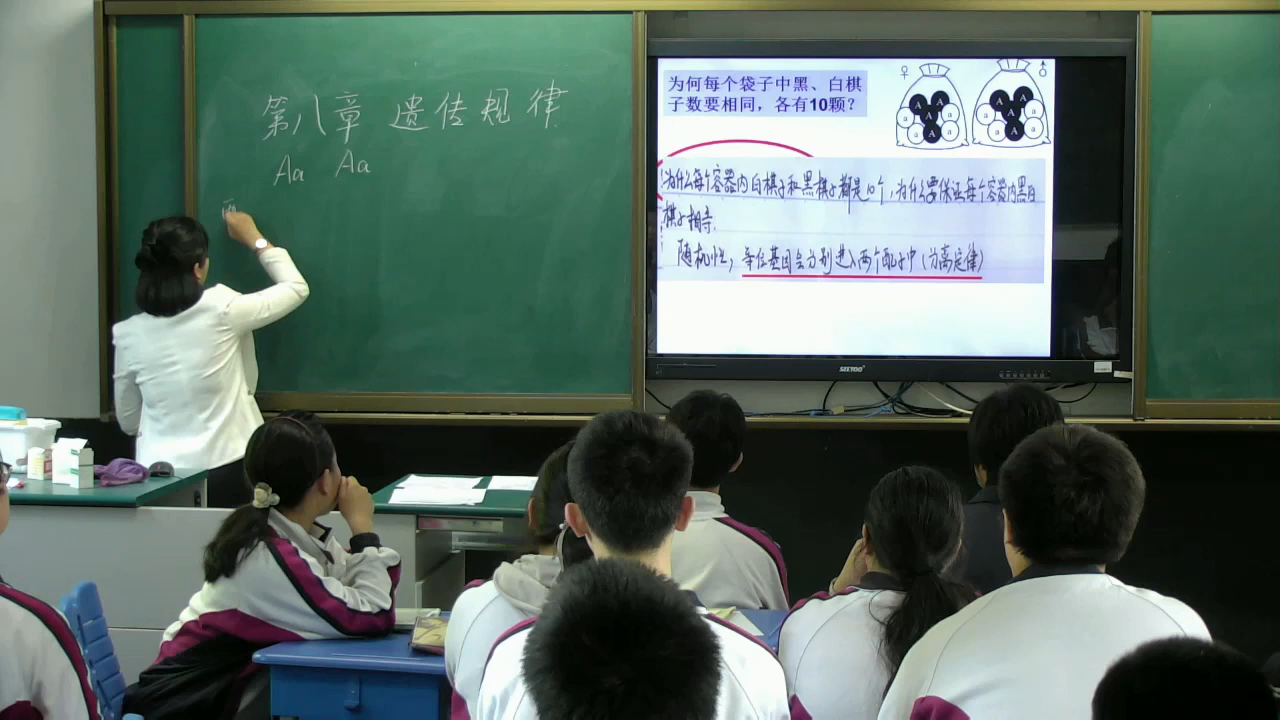 第八章 遗传规律
Aa Aa
为何每个袋子中黑、白棋
子数要相同，各有10颗？
♀ ♂
A A A A a a a a
A A A A a a a a
为什么每个容器内白棋子和黑棋子都是10个，为什么要保证每个容器内黑白
棋子相等.
随机性，等位基因会分别进入两个配子中（分离定律）
SEEWO